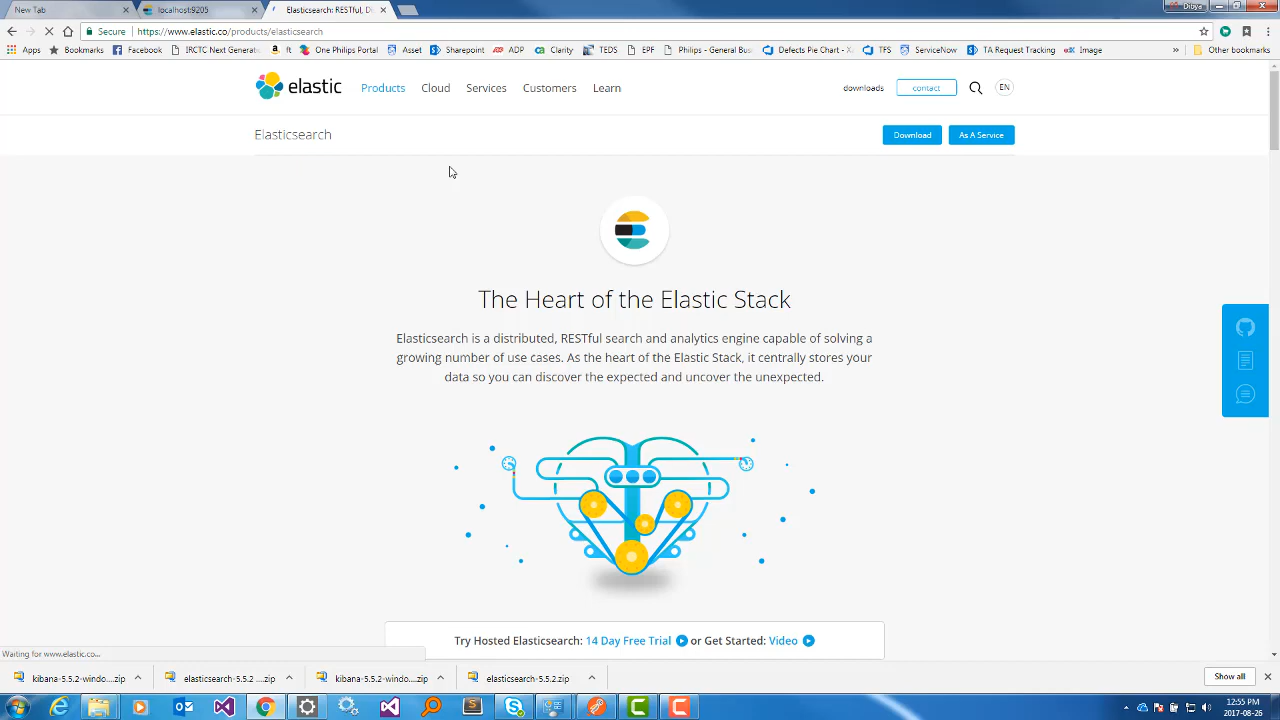 New Tab
localhost:9205
Elasticsearch: RESTful, Di
Dibya
Secure
https://www.elastic.co/products/elasticsearch
Apps
Bookmarks
Facebook
IRCTC Next Generat
ft
One Philips Portal
Asset
Sharepoint
ADP
Clarity
TEDS
EPF
Philips - General Bus
Defects Pie Chart - X
TFS
ServiceNow
TA Request Tracking
Image
Other bookmarks
elastic
Products
Cloud
Services
Customers
Learn
downloads
contact
EN
Elasticsearch
Download
As A Service
The Heart of the Elastic Stack
Elasticsearch is a distributed, RESTful search and analytics engine capable of solving a
growing number of use cases. As the heart of the Elastic Stack, it centrally stores your
data so you can discover the expected and uncover the unexpected.
Try Hosted Elasticsearch: 14 Day Free Trial or Get Started: Video
Waiting for www.elastic.co...
kibana-5.5.2-windo....zip
elasticsearch-5.5.2 ....zip
kibana-5.5.2-windo....zip
elasticsearch-5.5.2.zip
Show all
12:55 PM
2017-08-26